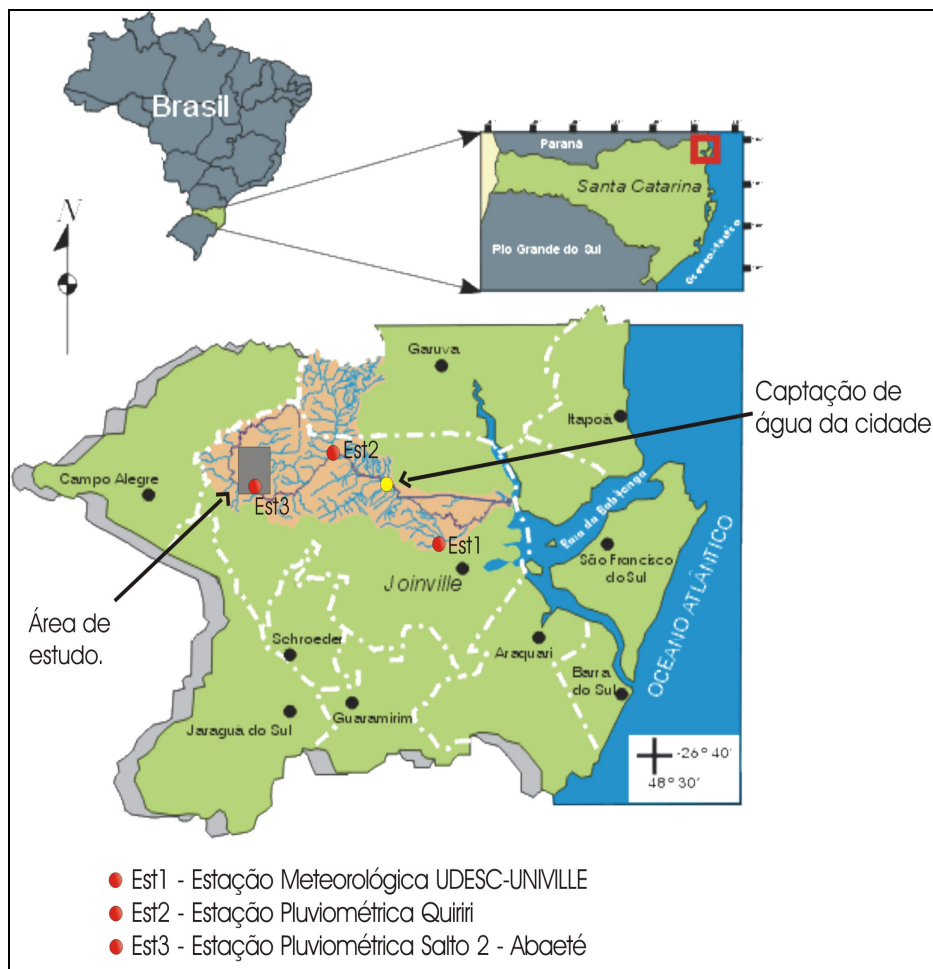 Brasil
N
Paraná
Santa Catarina
Rio Grande do Sul
Garuva
Captação de
água da cidade
Itapoá
Est2
Campo Alegre
Est3
Baia da Babitonga
Est1
São Francisco
do Sul
Joinville
OCEANO ATLÂNTICO
Área de
estudo.
Schroeder
Araquari
Barra
do Sul
Guaramirim
Jaraguá do Sul
-26° 40'
48° 30'
Est1 - Estação Meteorológica UDESC-UNIVILLE
Est2 - Estação Pluviométrica Quiriri
Est3 - Estação Pluviométrica Salto 2 - Abaeté